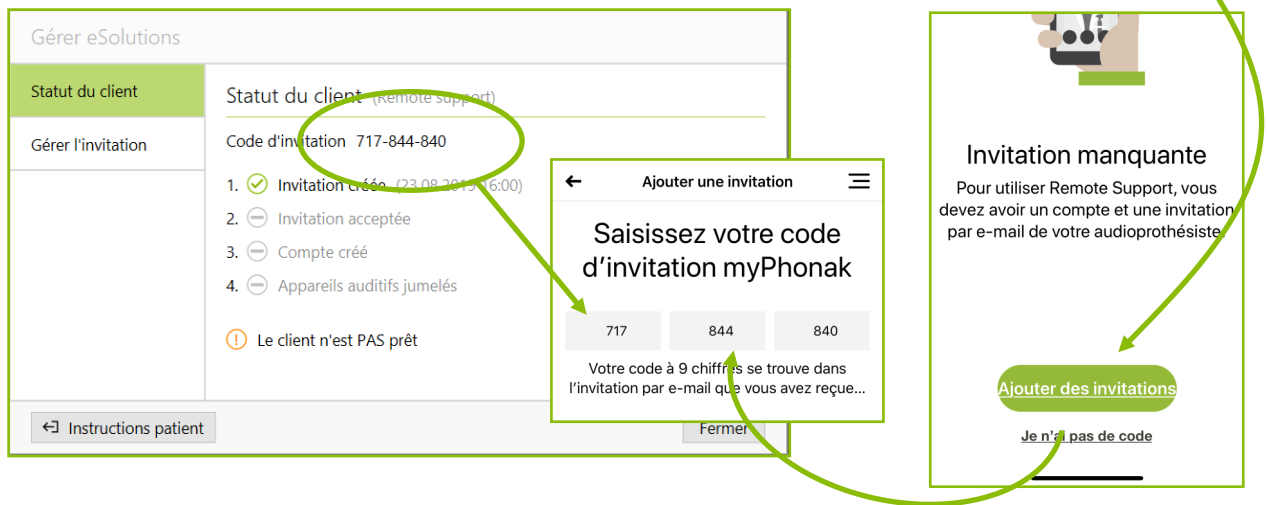 Gérer eSolutions
Statut du client
Gérer l'invitation
Statut du client (Remote support)
Code d'invitation 717-844-840
1. Invitation créée (23.08.2019 16:00)
2. Invitation acceptée
3. Compte créé
4. Appareils auditifs jumelés
Le client n'est PAS prêt
Instructions patient
Fermer
Ajouter une invitation
Saisissez votre code
d'invitation myPhonak
717 844 840
Votre code à 9 chiffres se trouve dans
l'invitation par e-mail que vous avez reçue...
Invitation manquante
Pour utiliser Remote Support, vous
devez avoir un compte et une invitation
par e-mail de votre audioprothésiste.
Ajouter des invitations
Je n'ai pas de code